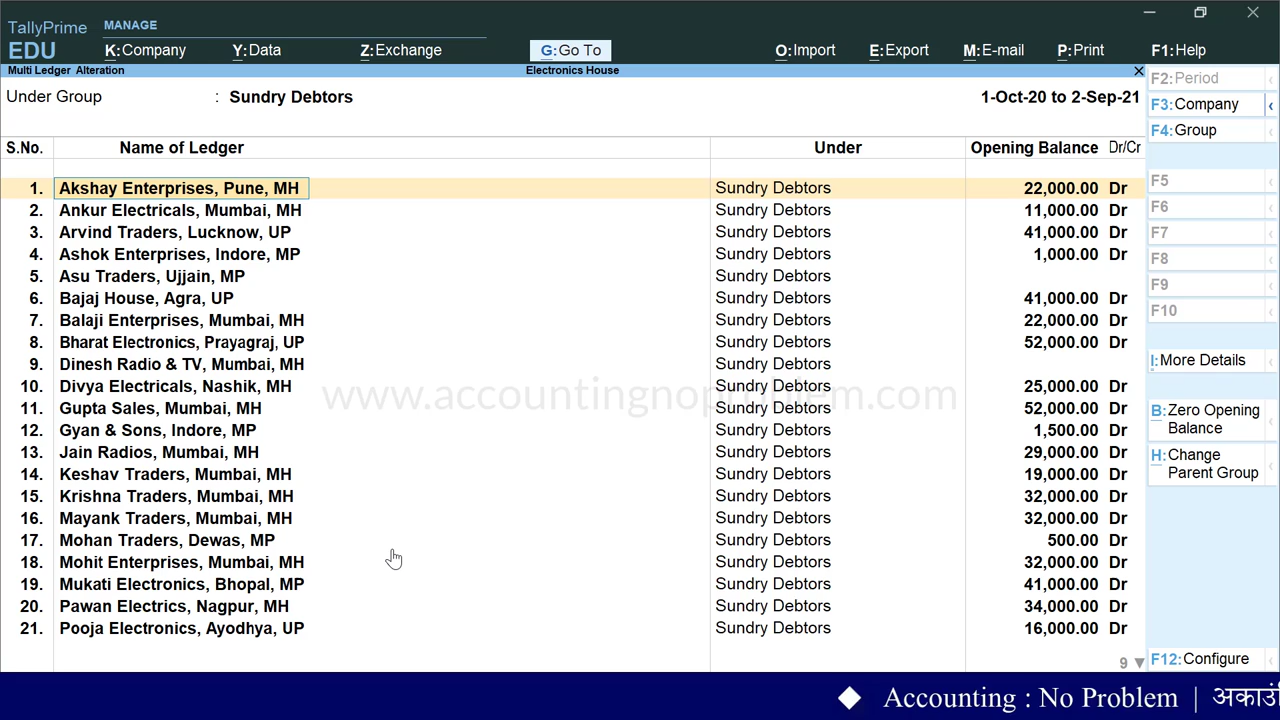 TallyPrime
EDU
MANAGE
K:Company Y:Data Z:Exchange G:Go To O:Import E:Export M:E-mail P:Print F1:Help
Multi Ledger Alteration Electronics House
Under Group : Sundry Debtors 1-Oct-20 to 2-Sep-21
S.No. Name of Ledger Under Opening Balance Dr/Cr
1. Akshay Enterprises, Pune, MH Sundry Debtors 22,000.00 Dr
2. Ankur Electricals, Mumbai, MH Sundry Debtors 11,000.00 Dr
3. Arvind Traders, Lucknow, UP Sundry Debtors 41,000.00 Dr
4. Ashok Enterprises, Indore, MP Sundry Debtors 1,000.00 Dr
5. Asu Traders, Ujjain, MP Sundry Debtors
6. Bajaj House, Agra, UP Sundry Debtors 41,000.00 Dr
7. Balaji Enterprises, Mumbai, MH Sundry Debtors 22,000.00 Dr
8. Bharat Electronics, Prayagraj, UP Sundry Debtors 52,000.00 Dr
9. Dinesh Radio & TV, Mumbai, MH Sundry Debtors
10. Divya Electricals, Nashik, MH Sundry Debtors 25,000.00 Dr
11. Gupta Sales, Mumbai, MH Sundry Debtors 52,000.00 Dr
12. Gyan & Sons, Indore, MP Sundry Debtors 1,500.00 Dr
13. Jain Radios, Mumbai, MH Sundry Debtors 29,000.00 Dr
14. Keshav Traders, Mumbai, MH Sundry Debtors 19,000.00 Dr
15. Krishna Traders, Mumbai, MH Sundry Debtors 32,000.00 Dr
16. Mayank Traders, Mumbai, MH Sundry Debtors 32,000.00 Dr
17. Mohan Traders, Dewas, MP Sundry Debtors 500.00 Dr
18. Mohit Enterprises, Mumbai, MH Sundry Debtors 32,000.00 Dr
19. Mukati Electronics, Bhopal, MP Sundry Debtors 41,000.00 Dr
20. Pawan Electrics, Nagpur, MH Sundry Debtors 34,000.00 Dr
21. Pooja Electronics, Ayodhya, UP Sundry Debtors 16,000.00 Dr
9
www.accountingnoproblem.com
F2:Period
F3:Company
F4:Group
F5
F6
F7
F8
F9
F10
I:More Details
B:Zero Opening
Balance
H:Change
Parent Group
F12:Configure
Accounting : No Problem |